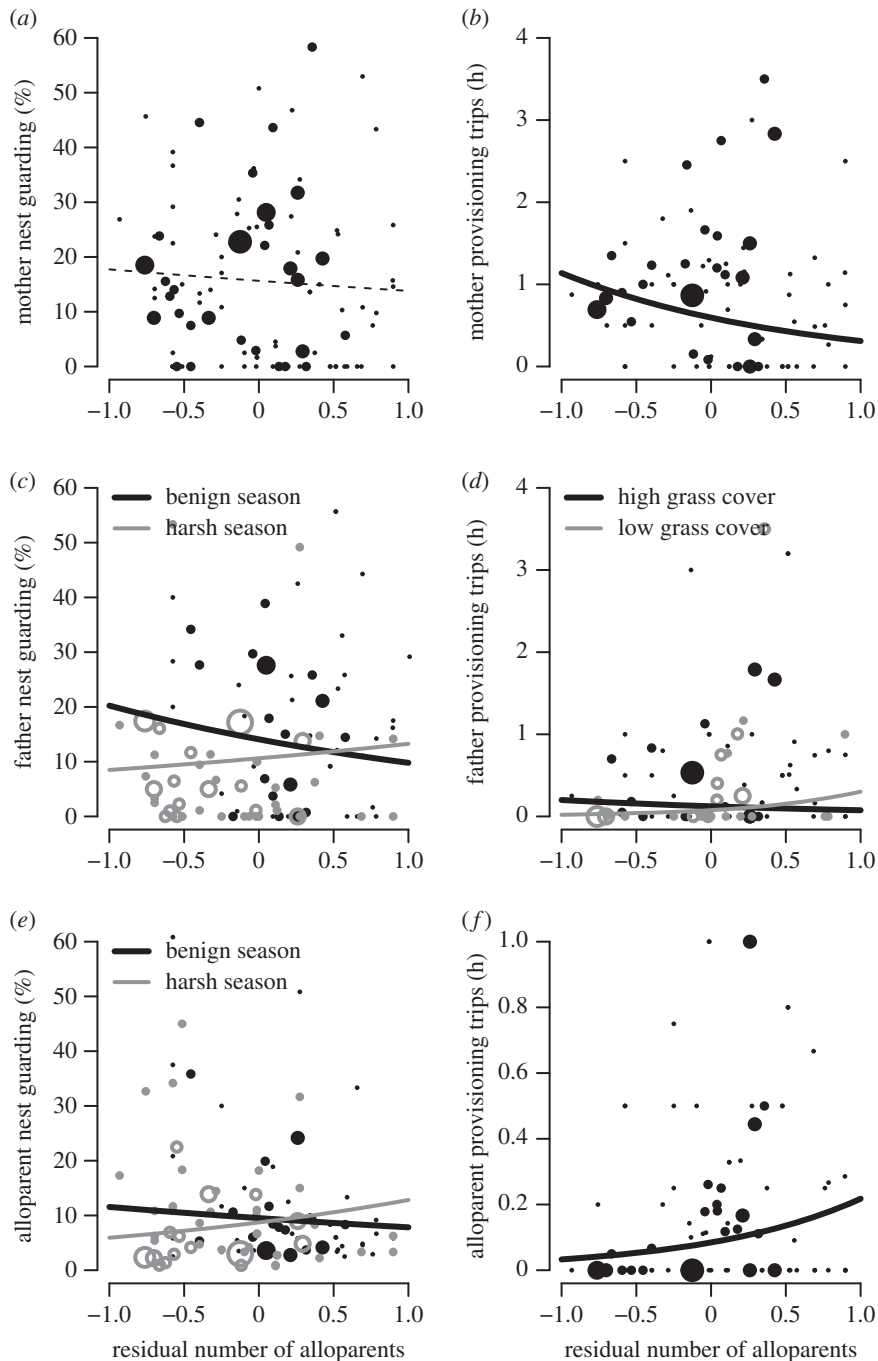 (a)
60
50
40
30
20
10
0
mother nest guarding (%)
−1.0 −0.5 0 0.5 1.0
(b)
4
3
2
1
0
mother provisioning trips (h)
−1.0 −0.5 0 0.5 1.0
(c)
60
50
40
30
20
10
0
father nest guarding (%)
benign season
harsh season
−1.0 −0.5 0 0.5 1.0
(d)
4
3
2
1
0
father provisioning trips (h)
high grass cover
low grass cover
−1.0 −0.5 0 0.5 1.0
(e)
60
50
40
30
20
10
0
alloparent nest guarding (%)
benign season
harsh season
−1.0 −0.5 0 0.5 1.0
residual number of alloparents
(f)
1.0
0.8
0.6
0.4
0.2
0
alloparent provisioning trips (h)
−1.0 −0.5 0 0.5 1.0
residual number of alloparents